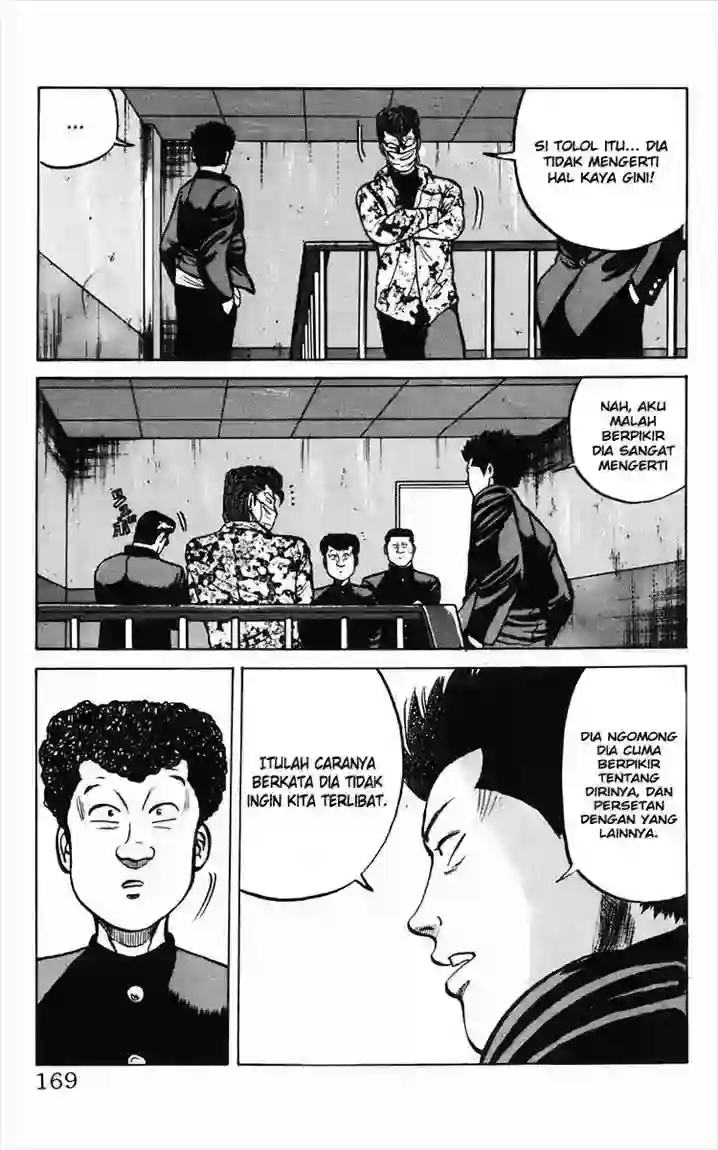 ...
SI TOLOL ITU... DIA
TIDAK MENGERTI
HAL KAYA GINI!
NAH, AKU
MALAH
BERPIKIR
DIA SANGAT
MENGERTI
DIA NGOMONG
DIA CUMA
BERPIKIR
TENTANG
DIRINYA, DAN
PERSETAN
DENGAN YANG
LAINNYA.
ITULAH CARANYA
BERKATA DIA TIDAK
INGIN KITA TERLIBAT.
169